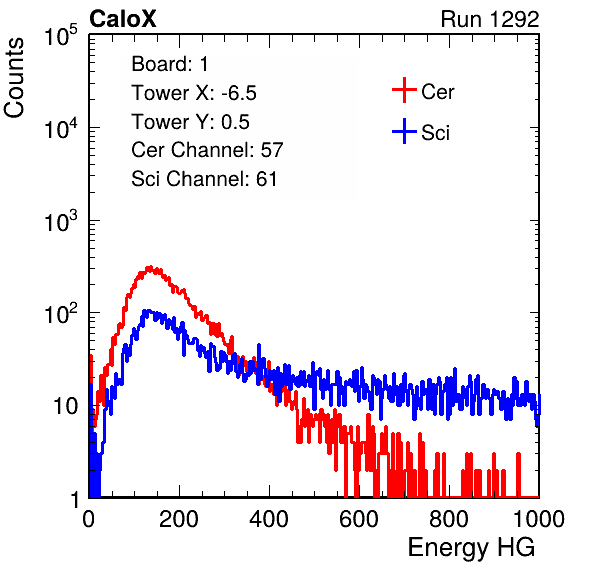 CaloX Run 1292
Counts
Board: 1
Tower X: -6.5
Tower Y: 0.5
Cer Channel: 57
Sci Channel: 61
Cer
Sci
10^5
10^4
10^3
10^2
10
1
0 200 400 600 800 1000
Energy HG